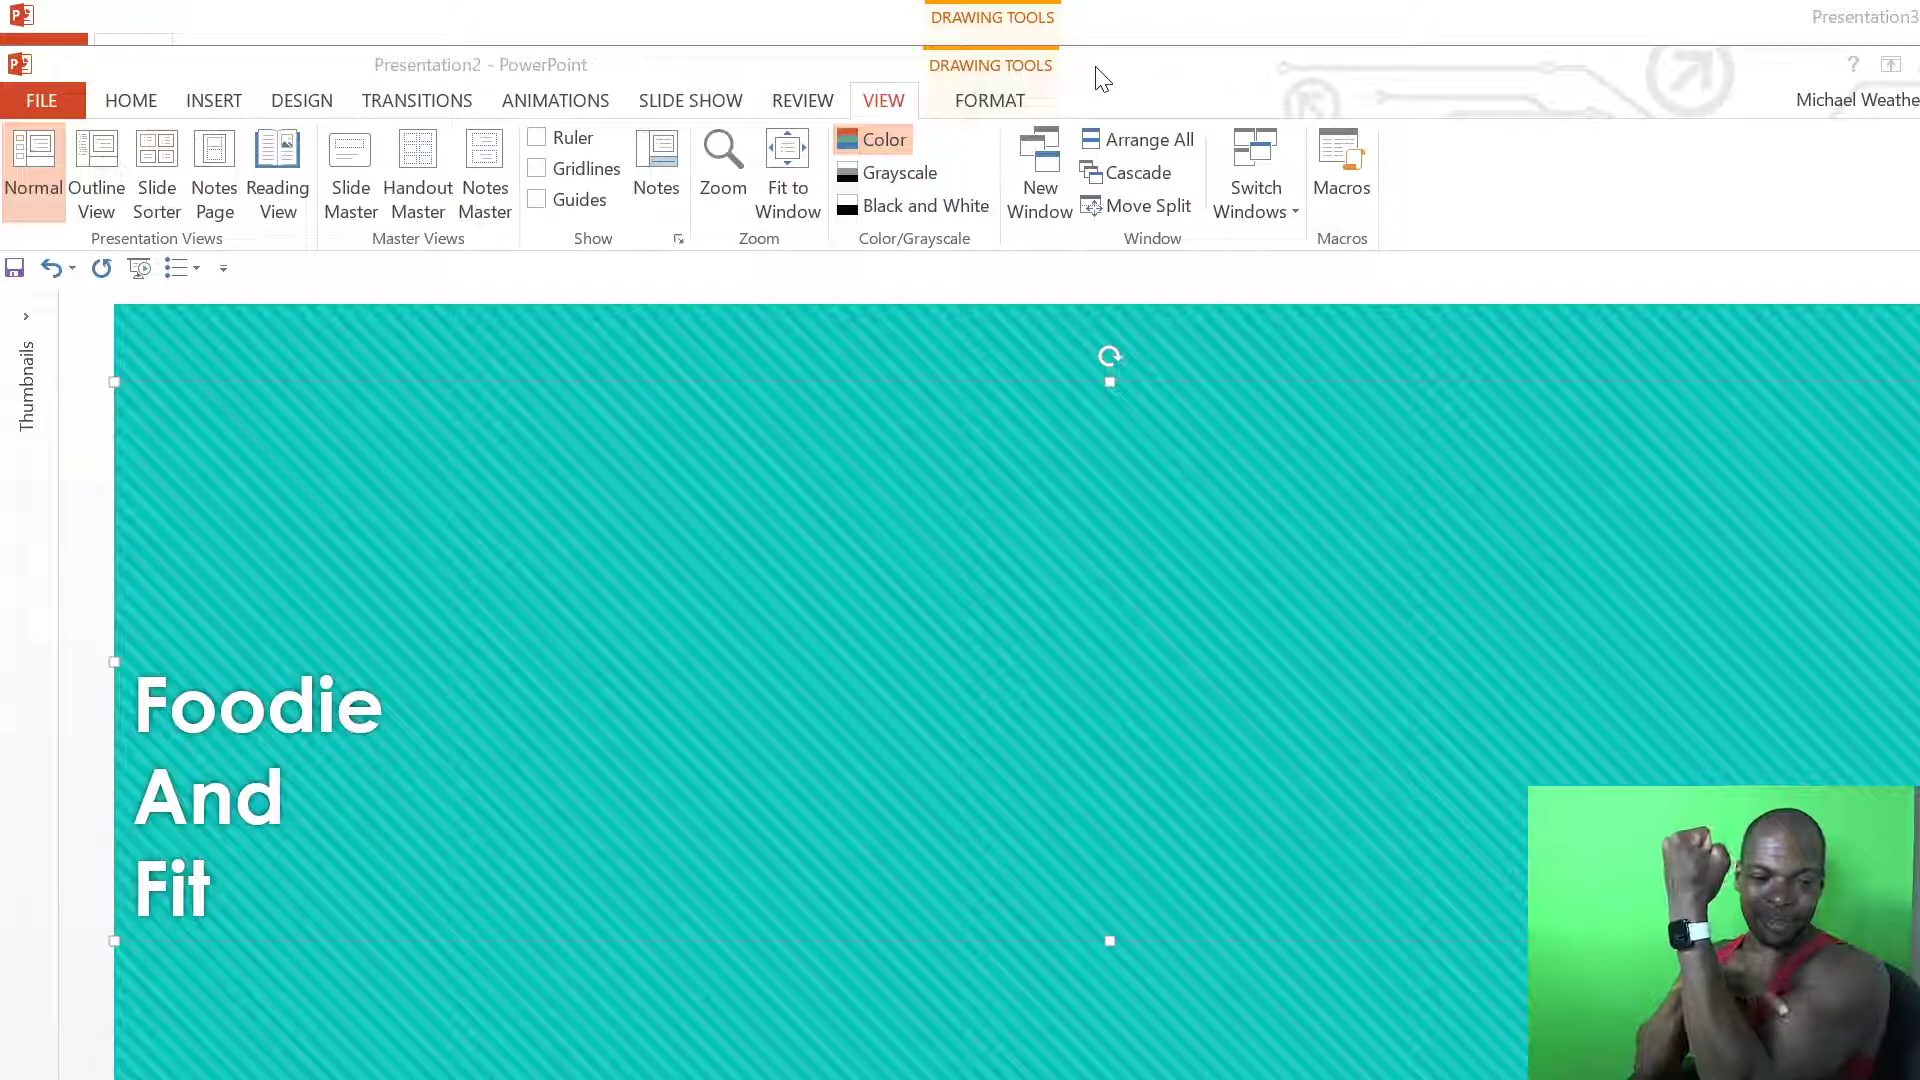 DRAWING TOOLS
Presentation3
Presentation2 - PowerPoint
DRAWING TOOLS
?
FILE HOME INSERT DESIGN TRANSITIONS ANIMATIONS SLIDE SHOW REVIEW VIEW FORMAT
Michael Weathe
Normal
Outline View
Slide Sorter
Notes Page
Reading View
Presentation Views
Slide Master
Handout Master
Notes Master
Master Views
Ruler
Gridlines
Guides
Show
Notes
Zoom
Fit to Window
Zoom
Color
Grayscale
Black and White
Color/Grayscale
New Window
Arrange All
Cascade
Move Split
Window
Switch Windows
Macros
Macros
Thumbnails
Foodie
And
Fit